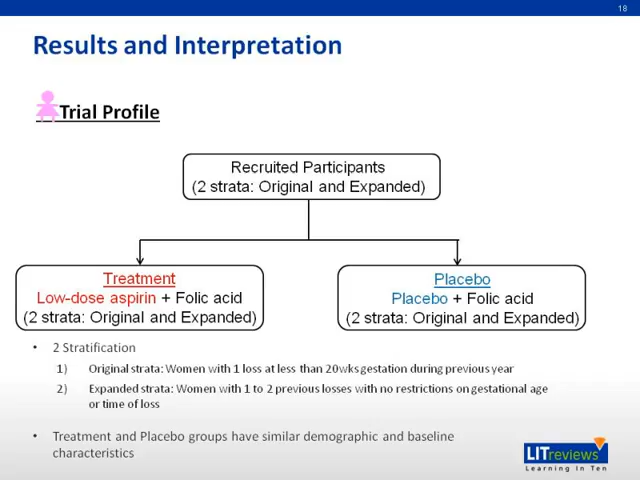 18
Results and Interpretation
Trial Profile
Recruited Participants
(2 strata: Original and Expanded)
Treatment
Low-dose aspirin + Folic acid
(2 strata: Original and Expanded)
Placebo
Placebo + Folic acid
(2 strata: Original and Expanded)
• 2 Stratification
1) Original strata: Women with 1 loss at less than 20wks gestation during previous year
2) Expanded strata: Women with 1 to 2 previous losses with no restrictions on gestational age
or time of loss
• Treatment and Placebo groups have similar demographic and baseline
characteristics
LITreviews
Learning In Ten